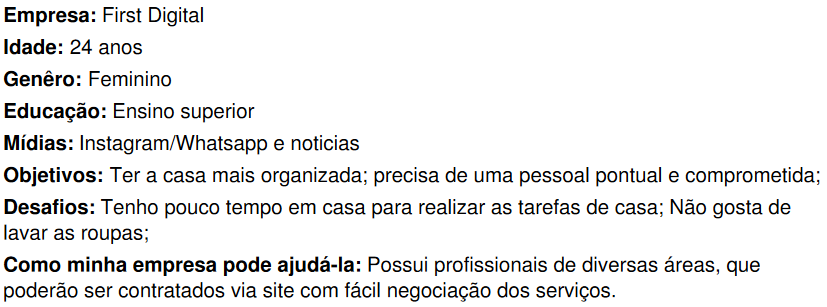 Empresa: First Digital
Idade: 24 anos
Genêro: Feminino
Educação: Ensino superior
Mídias: Instagram/Whatsapp e noticias
Objetivos: Ter a casa mais organizada; precisa de uma pessoal pontual e comprometida;
Desafios: Tenho pouco tempo em casa para realizar as tarefas de casa; Não gosta de
lavar as roupas;
Como minha empresa pode ajudá-la: Possui profissionais de diversas áreas, que
poderão ser contratados via site com fácil negociação dos serviços.